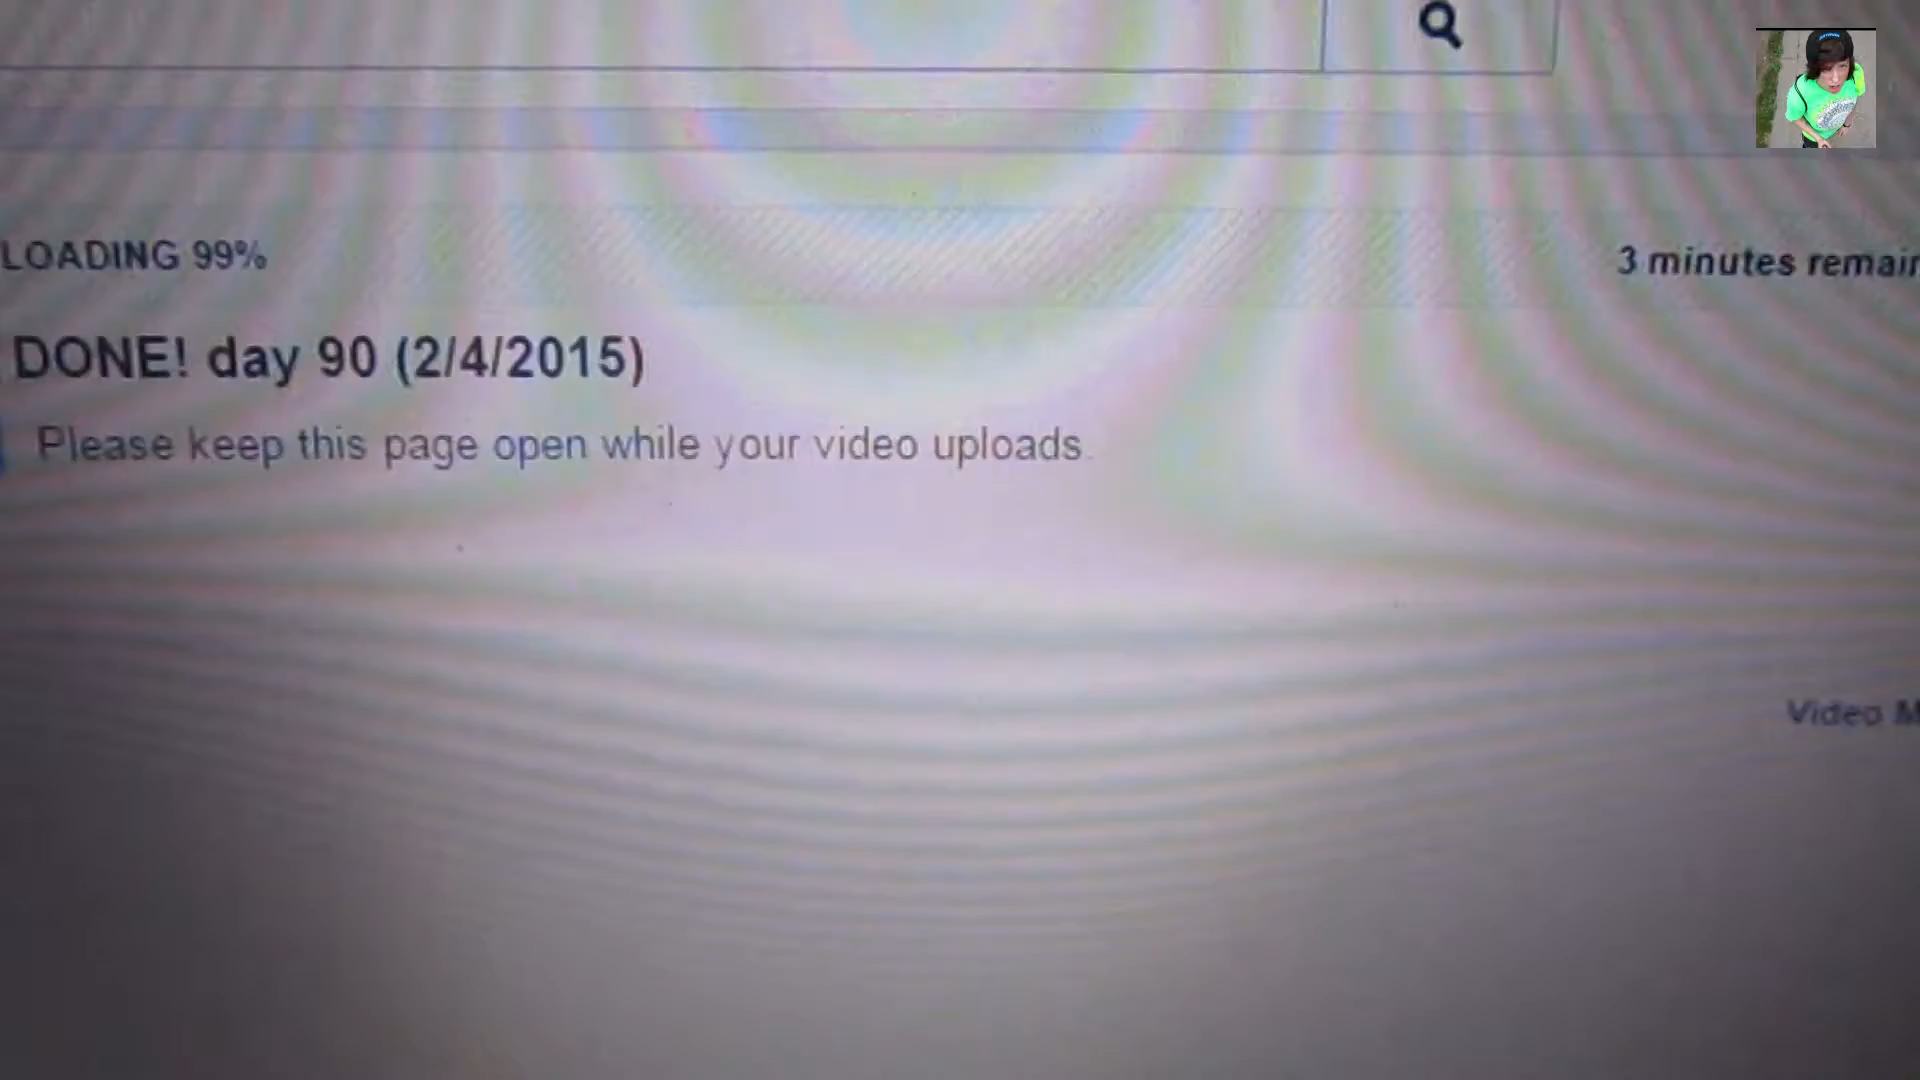 LOADING 99%
3 minutes remain
DONE! day 90 (2/4/2015)
Please keep this page open while your video uploads.
Video M